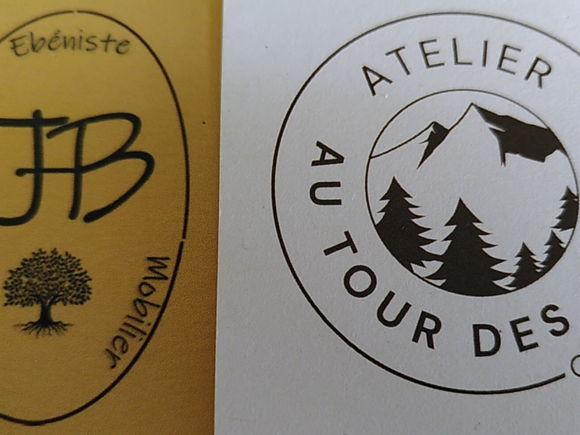 Ebéniste
JB
Mobilier
ATELIER
AU TOUR DES